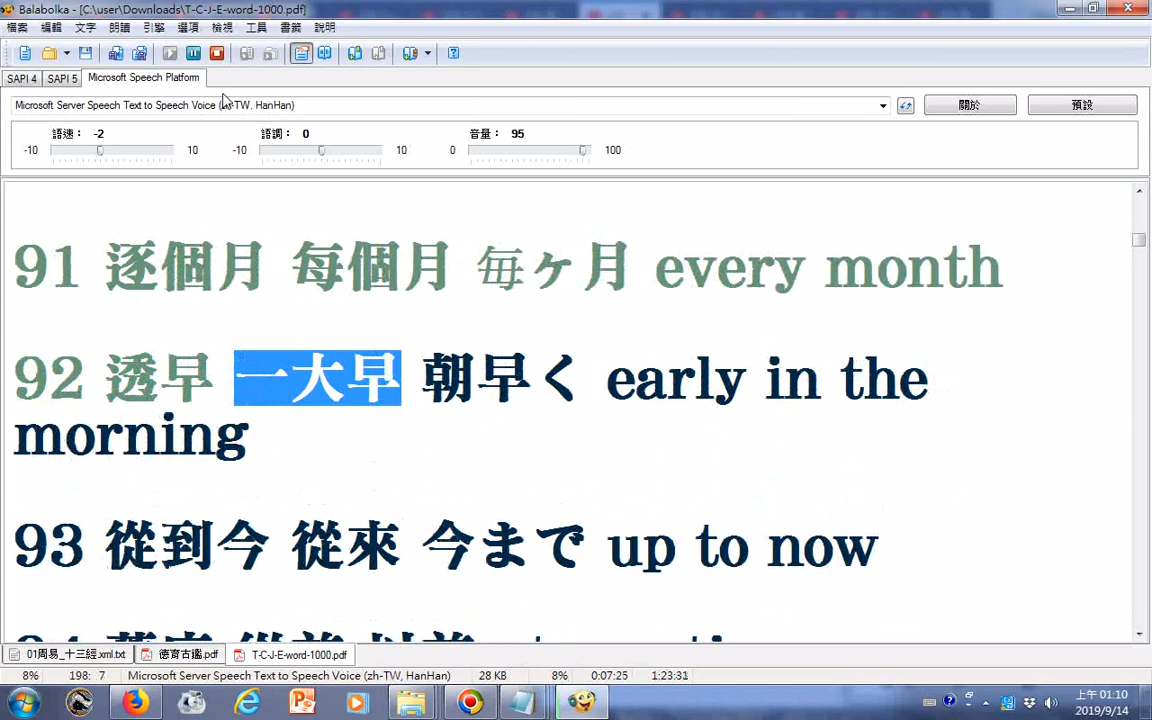 Balabolka - [C:\user\Downloads\T-C-J-E-word-1000.pdf]
檔案 編輯 文字 朗讀 引擎 選項 檢視 工具 書籤 說明
SAPI 4 SAPI 5 Microsoft Speech Platform
Microsoft Server Speech Text to Speech Voice (zh-TW, HanHan) 關於 預設
語速： -2 語調： 0 音量： 95
-10 10 -10 10 0 100
91 逐個月 每個月 毎ヶ月 every month
92 透早 一大早 朝早く early in the
morning
93 從到今 從來 今まで up to now
01周易_十三經.xml.txt 德育古鑑.pdf T-C-J-E-word-1000.pdf
8% 198: 7 Microsoft Server Speech Text to Speech Voice (zh-TW, HanHan) 28 KB 8% 0:07:25 1:23:31
上午 01:10
2019/9/14